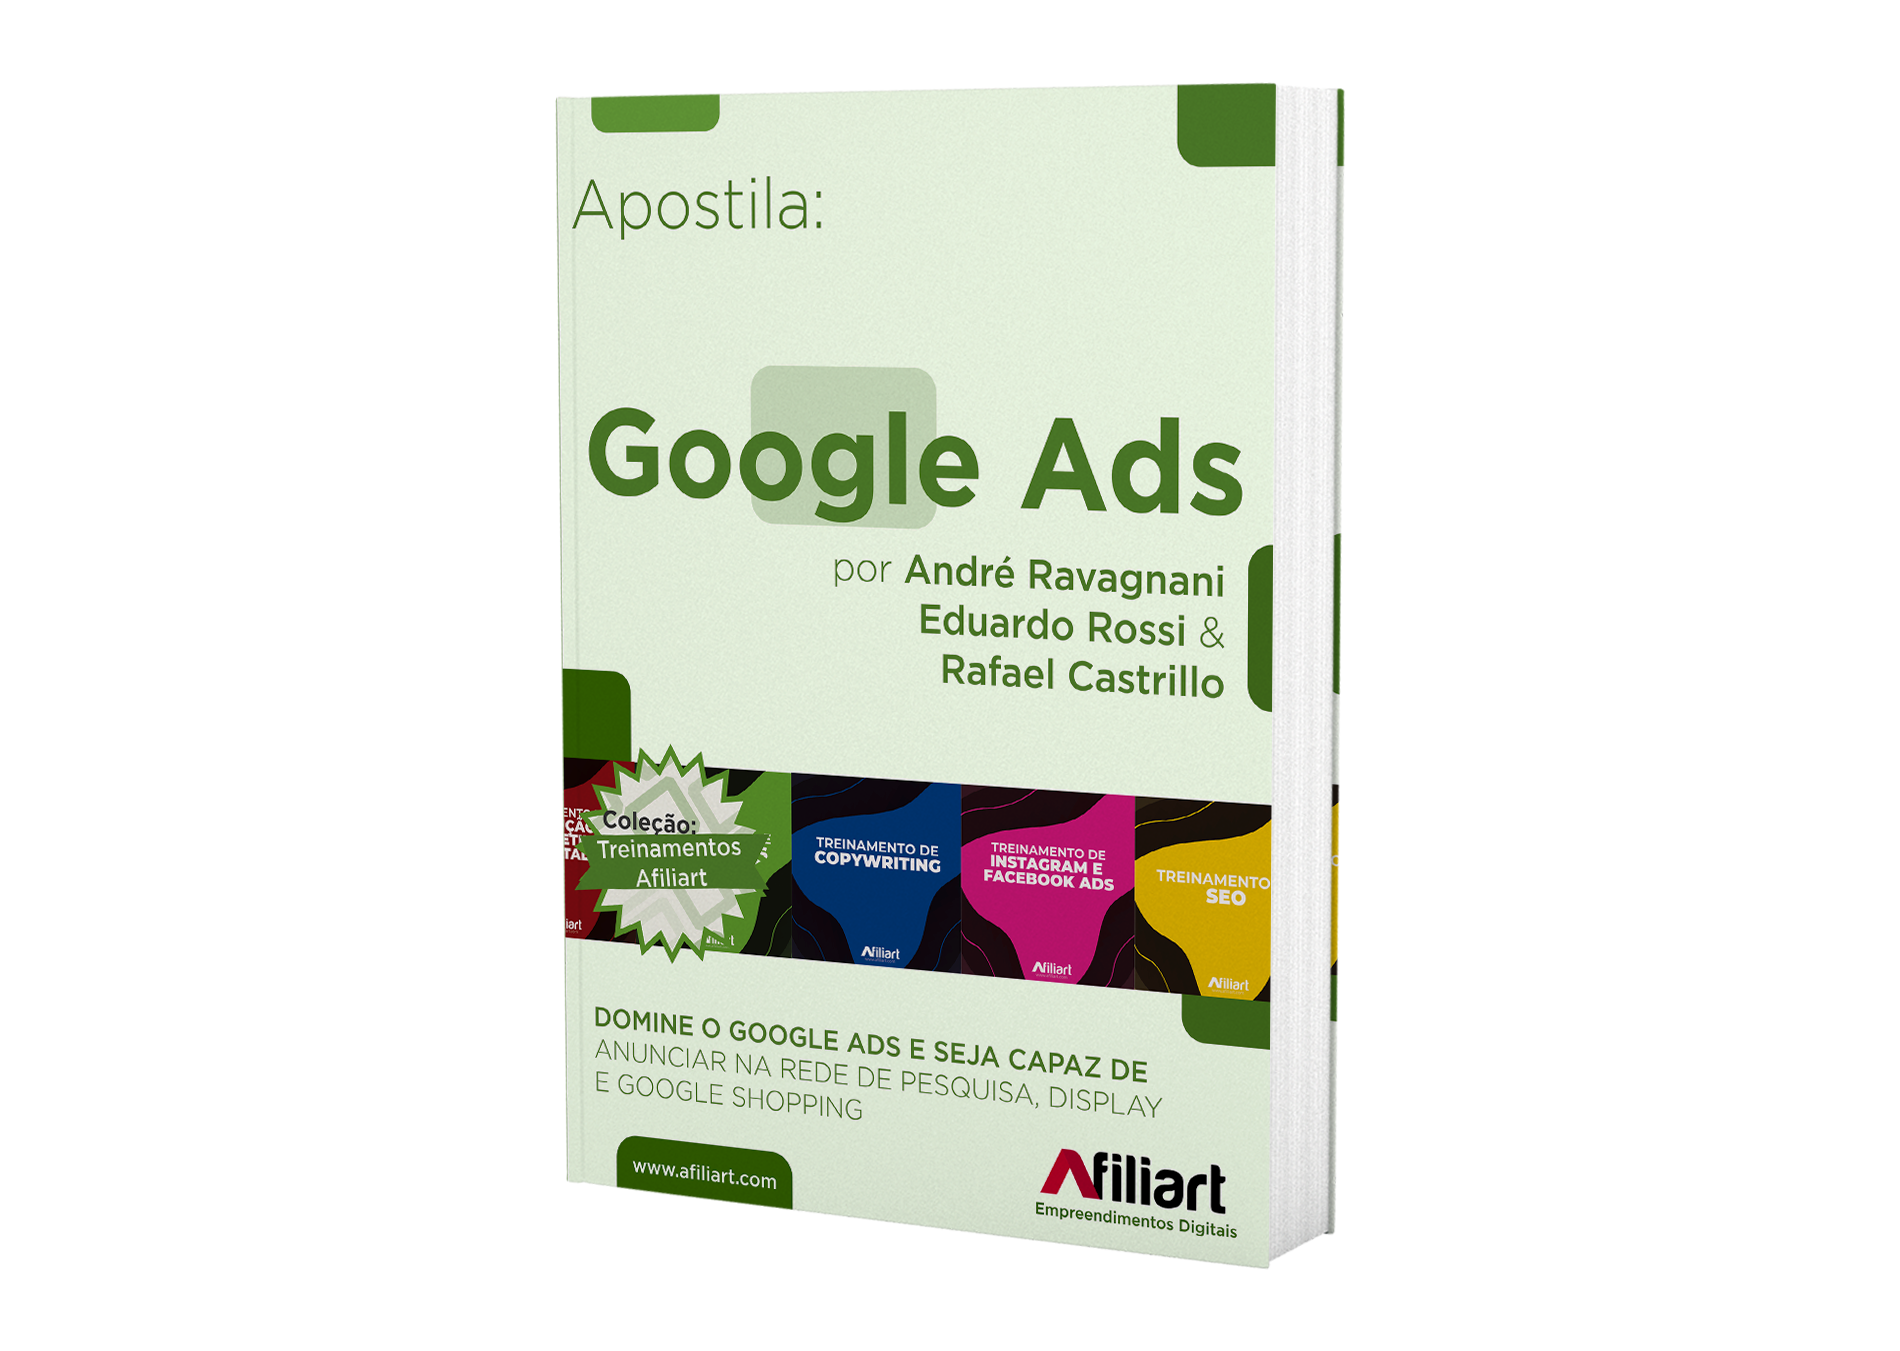 Apostila:
Google Ads
por André Ravagnani
Eduardo Rossi &
Rafael Castrillo
Coleção:
Treinamentos
Afiliart
TREINAMENTO DE
COPYWRITING
Afiliart
TREINAMENTO DE
INSTAGRAM E
FACEBOOK ADS
Afiliart
TREINAMENTO
SEO
Afiliart
DOMINE O GOOGLE ADS E SEJA CAPAZ DE
ANUNCIAR NA REDE DE PESQUISA, DISPLAY
E GOOGLE SHOPPING
www.afiliart.com
Afiliart
Empreendimentos Digitais